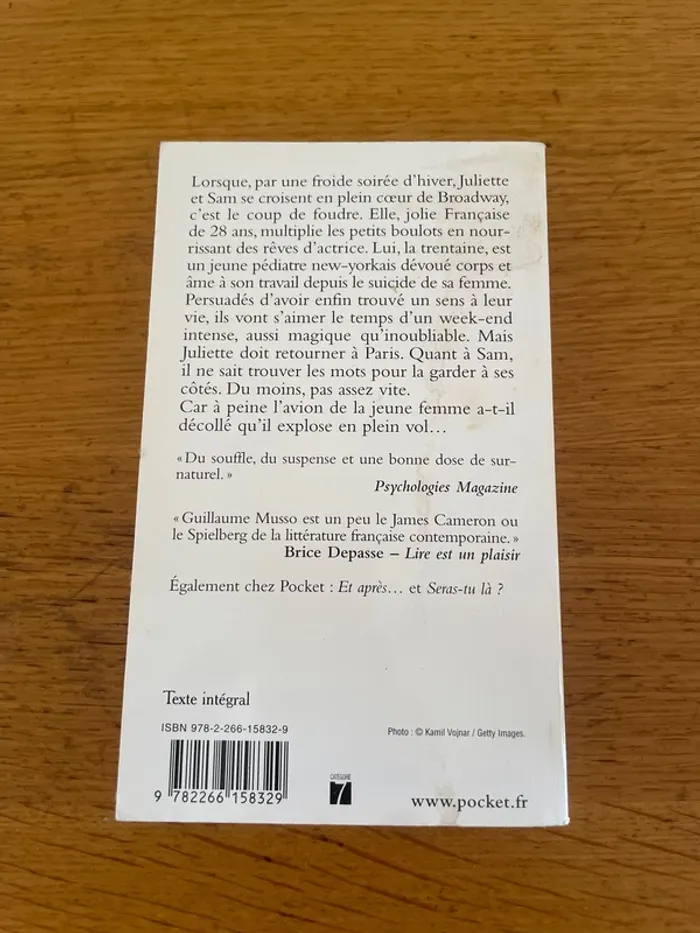 Lorsque, par une froide soirée d'hiver, Juliette
et Sam se croisent en plein cœur de Broadway,
c'est le coup de foudre. Elle, jolie Française
de 28 ans, multiplie les petits boulots en nour-
rissant des rêves d'actrice. Lui, la trentaine, est
un jeune pédiatre new-yorkais dévoué corps et
âme à son travail depuis le suicide de sa femme.
Persuadés d'avoir enfin trouvé un sens à leur
vie, ils vont s'aimer le temps d'un week-end
intense, aussi magique qu'inoubliable. Mais
Juliette doit retourner à Paris. Quant à Sam,
il ne sait trouver les mots pour la garder à ses
côtés. Du moins, pas assez vite.
Car à peine l'avion de la jeune femme a-t-il
décollé qu'il explose en plein vol…
« Du souffle, du suspense et une bonne dose de sur-
naturel. »
Psychologies Magazine
« Guillaume Musso est un peu le James Cameron ou
le Spielberg de la littérature française contemporaine. »
Brice Depasse – Lire est un plaisir
Également chez Pocket : Et après… et Seras-tu là ?
Texte intégral
ISBN 978-2-266-15832-9
Photo : © Kamil Vojnar / Getty Images.
9 782266 158329
CATÉGORIE
7
www.pocket.fr